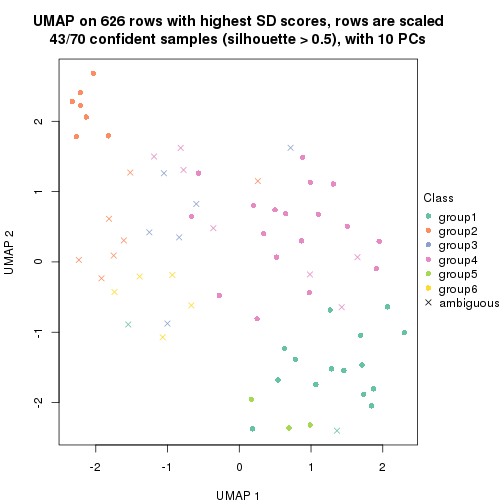 UMAP on 626 rows with highest SD scores, rows are scaled
43/70 confident samples (silhouette > 0.5), with 10 PCs
2
1
0
-1
-2
UMAP 2
-2
-1
0
1
2
UMAP 1
Class
group1
group2
group3
group4
group5
group6
ambiguous